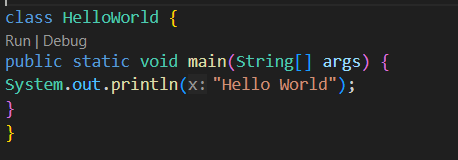 class HelloWorld {
Run | Debug
public static void main(String[] args) {
System.out.println(x: "Hello World");
}
}